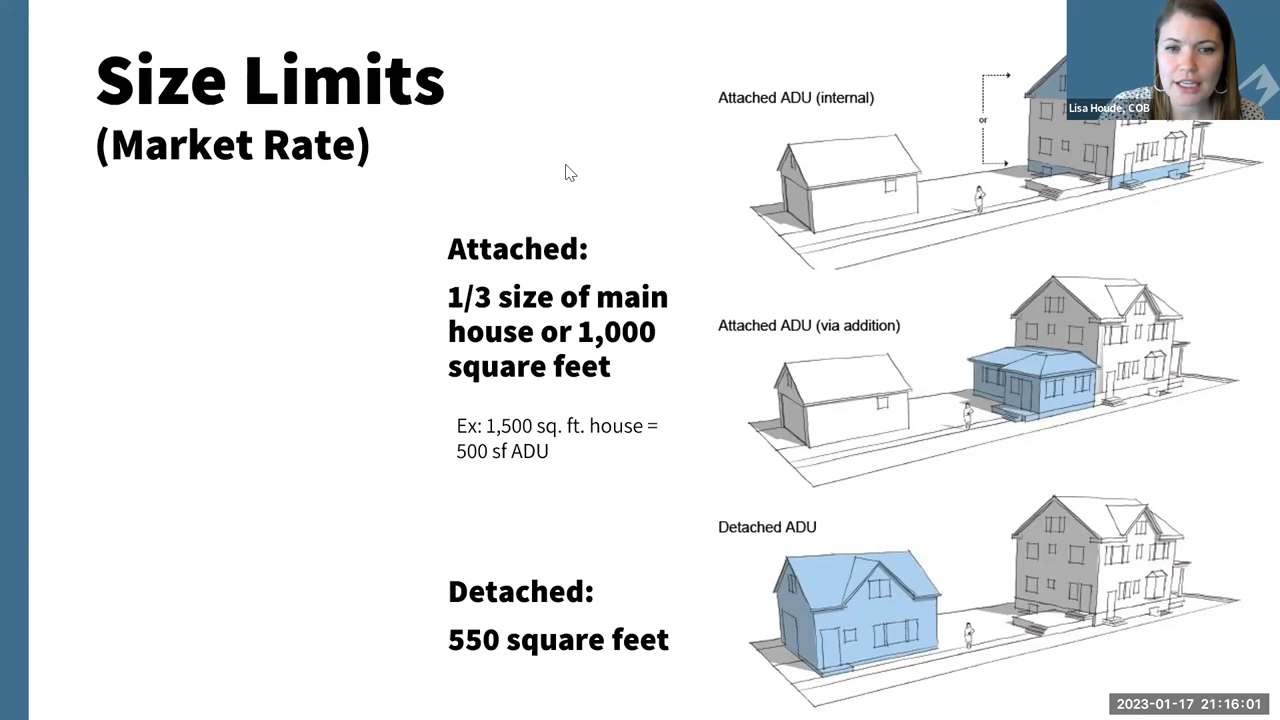 Size Limits
(Market Rate)
Attached:
1/3 size of main
house or 1,000
square feet
Ex: 1,500 sq. ft. house =
500 sf ADU
Detached:
550 square feet
Attached ADU (internal)
or
Attached ADU (via addition)
Detached ADU
Lisa Houde, COB
2023-01-17 21:16:01